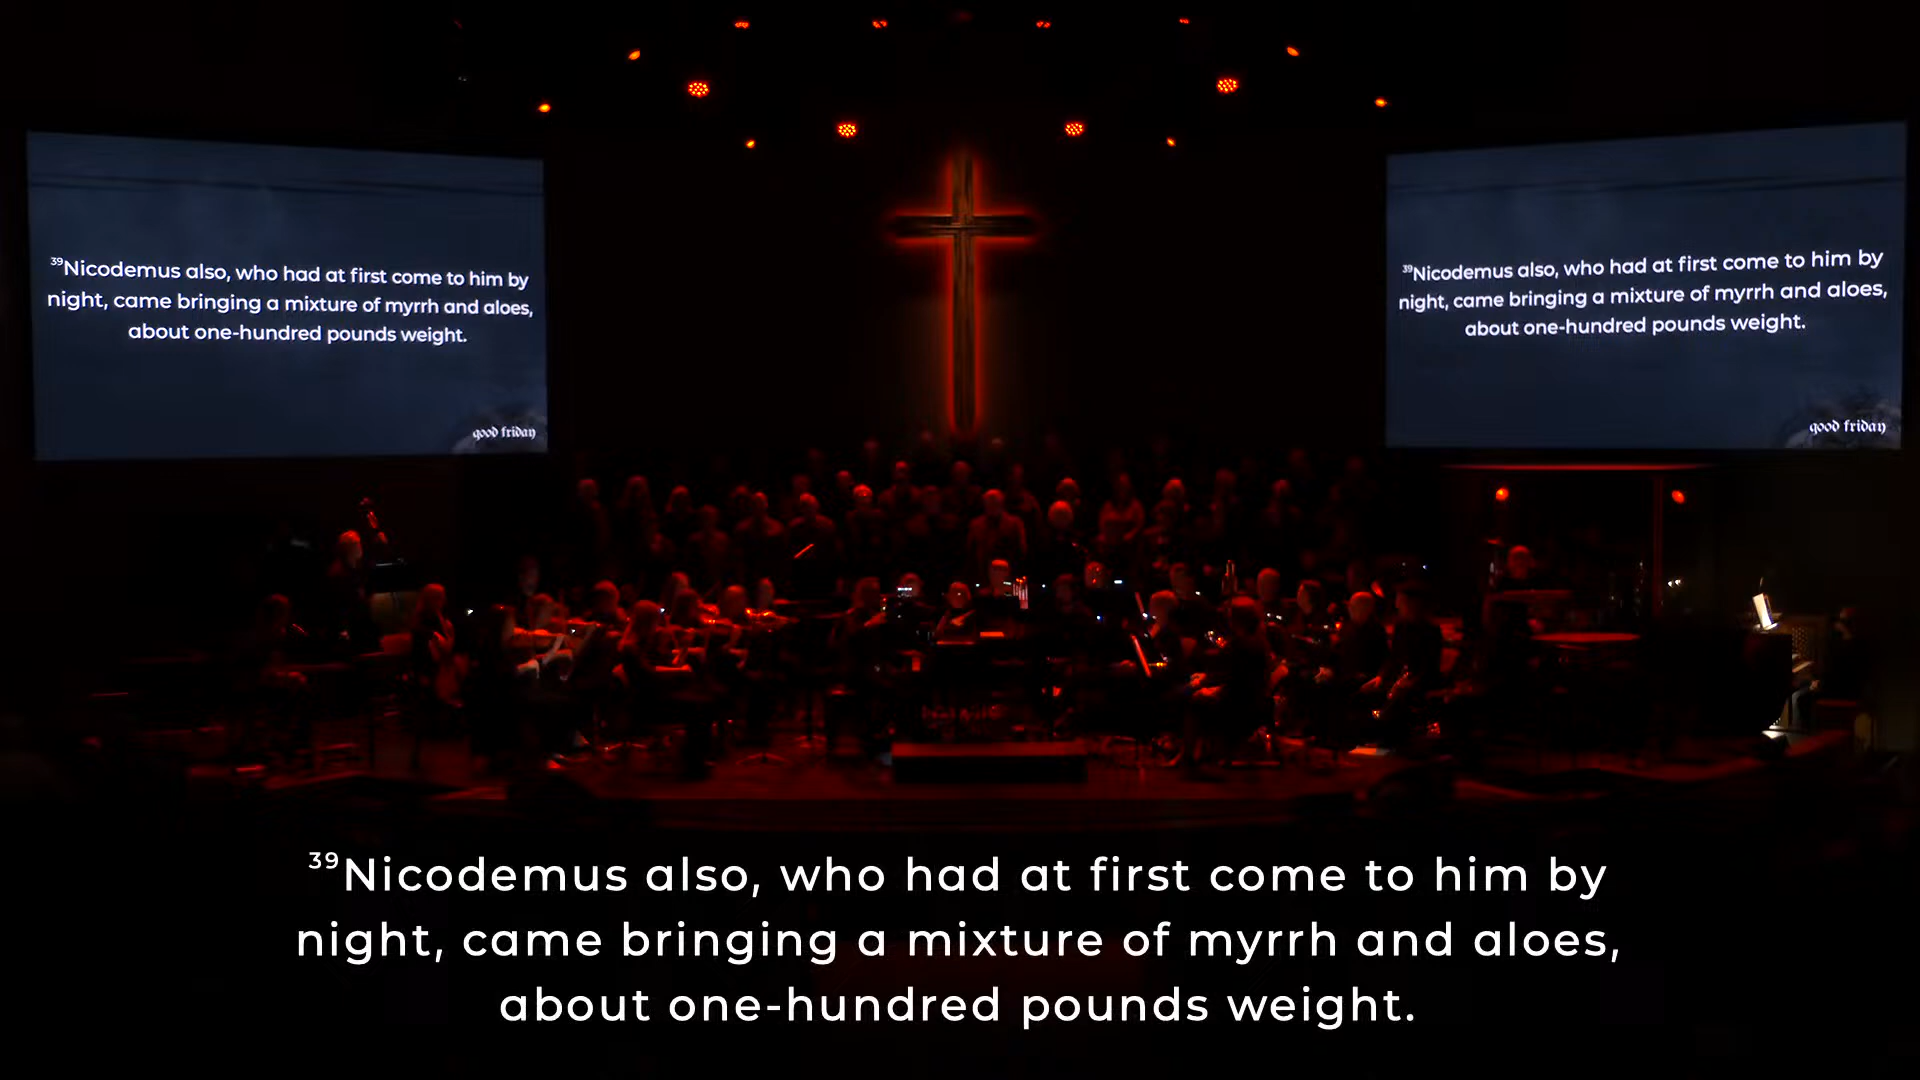 39Nicodemus also, who had at first come to him by
night, came bringing a mixture of myrrh and aloes,
about one-hundred pounds weight.
good friday
39Nicodemus also, who had at first come to him by
night, came bringing a mixture of myrrh and aloes,
about one-hundred pounds weight.
good friday
39Nicodemus also, who had at first come to him by
night, came bringing a mixture of myrrh and aloes,
about one-hundred pounds weight.